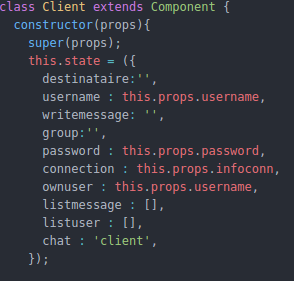 class Client extends Component {
constructor(props){
super(props);
this.state = ({
destinataire:'',
username : this.props.username,
writemessage: '',
group:'',
password : this.props.password,
connection : this.props.infoconn,
ownuser : this.props.username,
listmessage : [],
listuser : [],
chat : 'client',
});